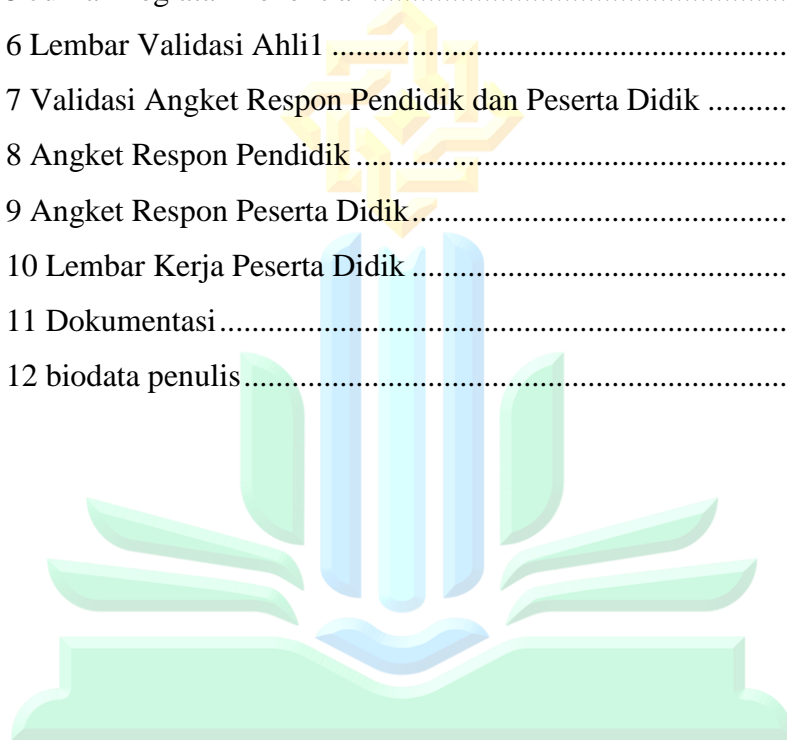 6 Lembar Validasi Ahli1 ................................................
7 Validasi Angket Respon Pendidik dan Peserta Didik ..........
8 Angket Respon Pendidik .............................................
9 Angket Respon Peserta Didik.......................................
10 Lembar Kerja Peserta Didik .......................................
11 Dokumentasi...........................................................
12 biodata penulis........................................................